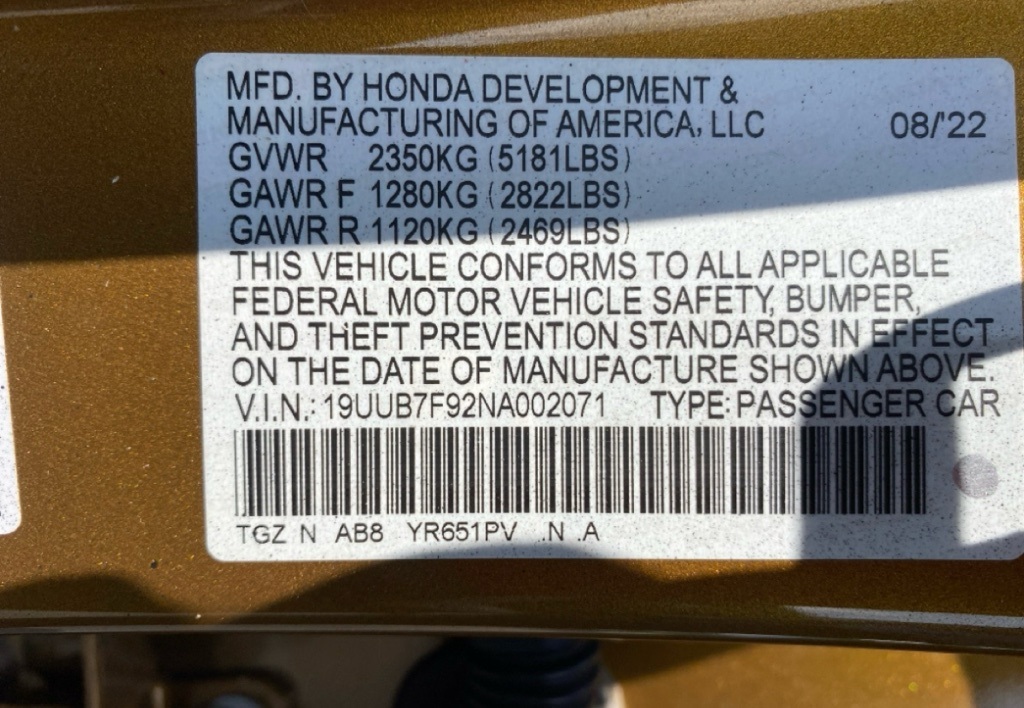 MFD. BY HONDA DEVELOPMENT &
MANUFACTURING OF AMERICA, LLC 08/'22
GVWR 2350KG (5181LBS)
GAWR F 1280KG (2822LBS)
GAWR R 1120KG (2469LBS)
THIS VEHICLE CONFORMS TO ALL APPLICABLE
FEDERAL MOTOR VEHICLE SAFETY, BUMPER,
AND THEFT PREVENTION STANDARDS IN EFFECT
ON THE DATE OF MANUFACTURE SHOWN ABOVE.
V.I.N.: 19UUB7F92NA002071 TYPE: PASSENGER CAR
TGZ N AB8 YR651PV .N .A